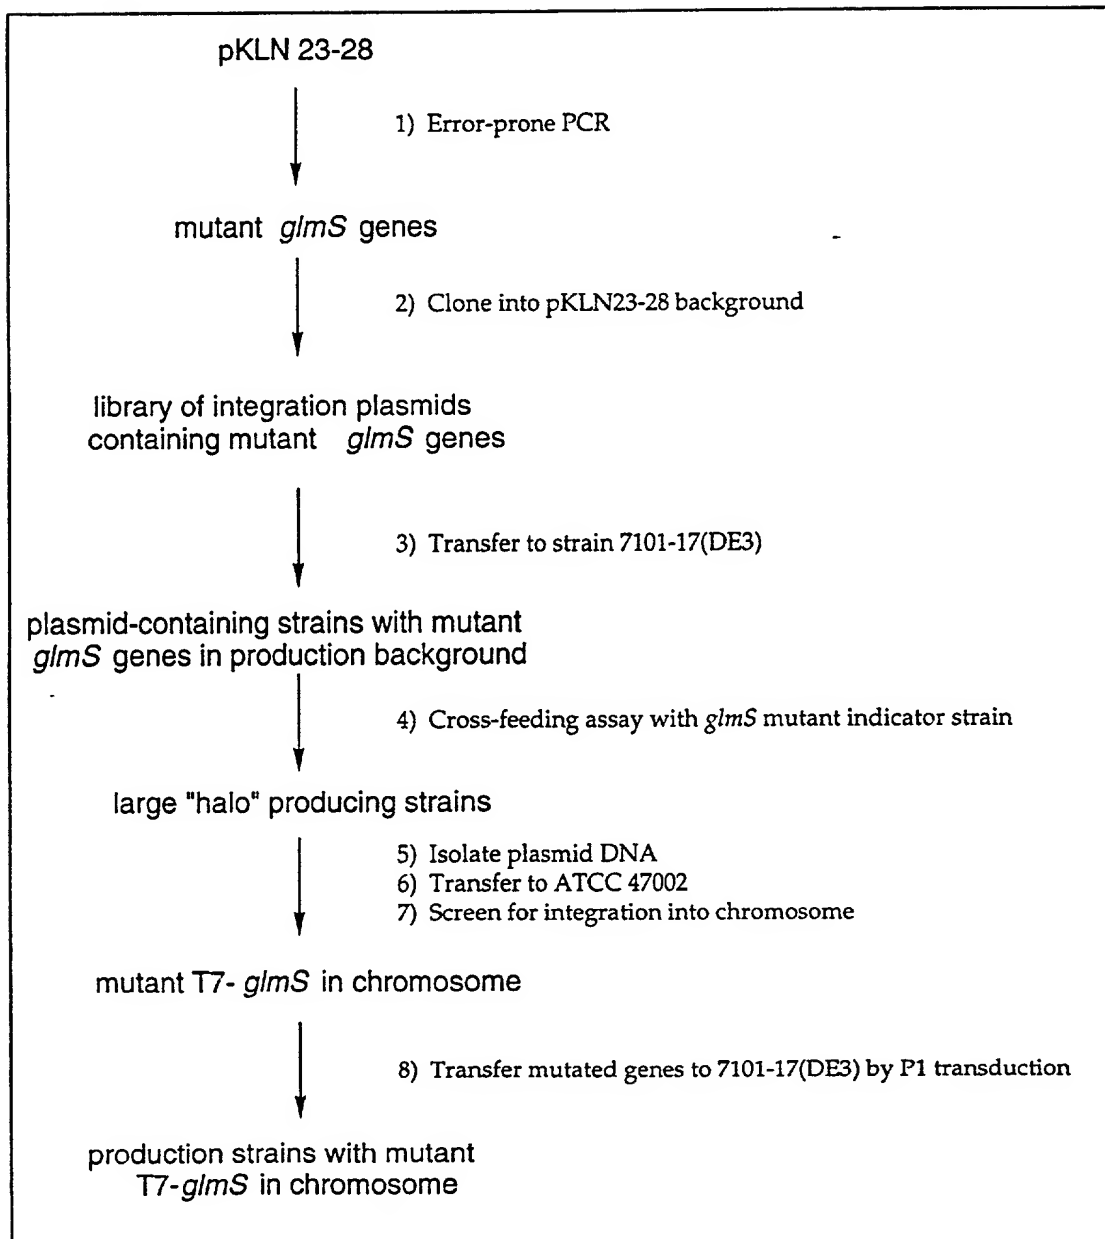 pKLN 23-28
1) Error-prone PCR
mutant glmS genes
2) Clone into pKLN23-28 background
library of integration plasmids
containing mutant glmS genes
3) Transfer to strain 7101-17(DE3)
plasmid-containing strains with mutant
glmS genes in production background
4) Cross-feeding assay with glmS mutant indicator strain
large "halo" producing strains
5) Isolate plasmid DNA
6) Transfer to ATCC 47002
7) Screen for integration into chromosome
mutant T7- glmS in chromosome
8) Transfer mutated genes to 7101-17(DE3) by P1 transduction
production strains with mutant
T7-glmS in chromosome